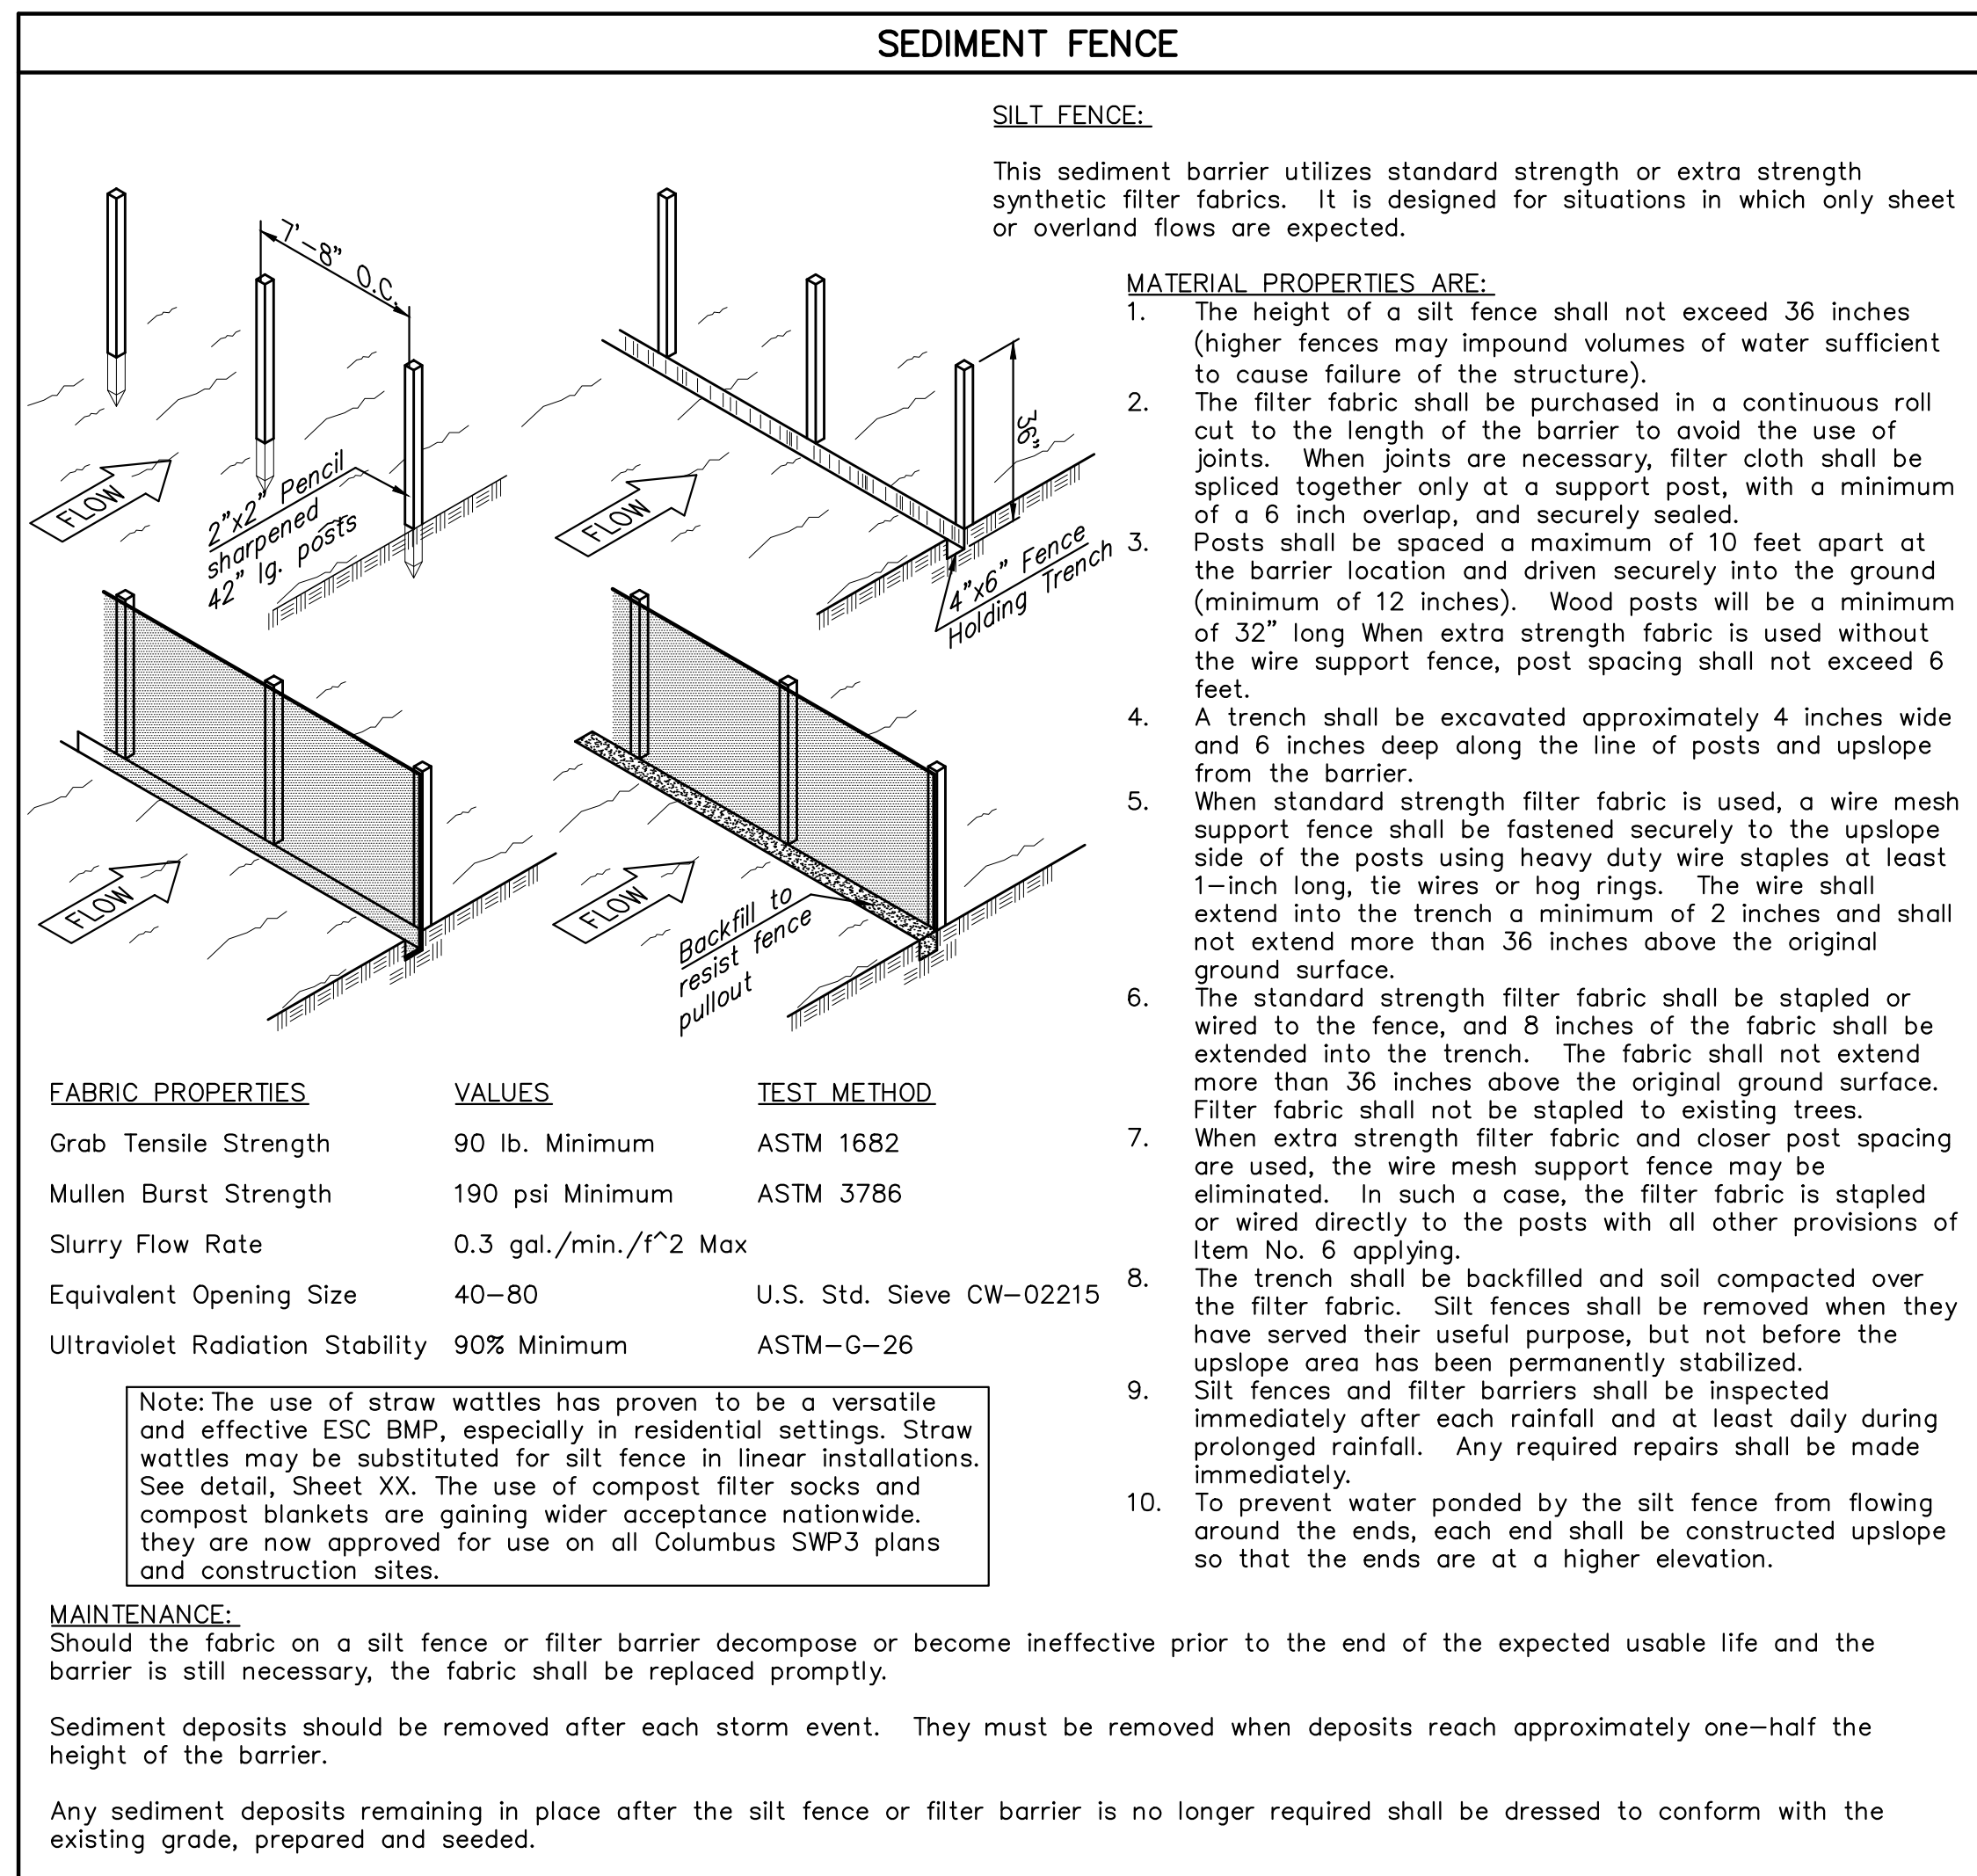 SEDIMENT FENCE
SILT FENCE:
This sediment barrier utilizes standard strength or extra strength
synthetic filter fabrics. It is designed for situations in which only sheet
or overland flows are expected.
7'-8" O.C.
FLOW
2"x2" Pencil
sharpened
42" lg. posts
FLOW
36"
4"x6" Fence
Holding Trench
FLOW
FLOW
Backfill to
resist fence
pullout
MATERIAL PROPERTIES ARE:
1. The height of a silt fence shall not exceed 36 inches
(higher fences may impound volumes of water sufficient
to cause failure of the structure).
2. The filter fabric shall be purchased in a continuous roll
cut to the length of the barrier to avoid the use of
joints. When joints are necessary, filter cloth shall be
spliced together only at a support post, with a minimum
of a 6 inch overlap, and securely sealed.
3. Posts shall be spaced a maximum of 10 feet apart at
the barrier location and driven securely into the ground
(minimum of 12 inches). Wood posts will be a minimum
of 32" long When extra strength fabric is used without
the wire support fence, post spacing shall not exceed 6
feet.
4. A trench shall be excavated approximately 4 inches wide
and 6 inches deep along the line of posts and upslope
from the barrier.
5. When standard strength filter fabric is used, a wire mesh
support fence shall be fastened securely to the upslope
side of the posts using heavy duty wire staples at least
1-inch long, tie wires or hog rings. The wire shall
extend into the trench a minimum of 2 inches and shall
not extend more than 36 inches above the original
ground surface.
6. The standard strength filter fabric shall be stapled or
wired to the fence, and 8 inches of the fabric shall be
extended into the trench. The fabric shall not extend
more than 36 inches above the original ground surface.
Filter fabric shall not be stapled to existing trees.
7. When extra strength filter fabric and closer post spacing
are used, the wire mesh support fence may be
eliminated. In such a case, the filter fabric is stapled
or wired directly to the posts with all other provisions of
Item No. 6 applying.
8. The trench shall be backfilled and soil compacted over
the filter fabric. Silt fences shall be removed when they
have served their useful purpose, but not before the
upslope area has been permanently stabilized.
9. Silt fences and filter barriers shall be inspected
immediately after each rainfall and at least daily during
prolonged rainfall. Any required repairs shall be made
immediately.
10. To prevent water ponded by the silt fence from flowing
around the ends, each end shall be constructed upslope
so that the ends are at a higher elevation.
FABRIC PROPERTIES VALUES TEST METHOD
Grab Tensile Strength 90 lb. Minimum ASTM 1682
Mullen Burst Strength 190 psi Minimum ASTM 3786
Slurry Flow Rate 0.3 gal./min./f^2 Max
Equivalent Opening Size 40-80 U.S. Std. Sieve CW-02215
Ultraviolet Radiation Stability 90% Minimum ASTM-G-26
Note: The use of straw wattles has proven to be a versatile
and effective ESC BMP, especially in residential settings. Straw
wattles may be substituted for silt fence in linear installations.
See detail, Sheet XX. The use of compost filter socks and
compost blankets are gaining wider acceptance nationwide.
they are now approved for use on all Columbus SWP3 plans
and construction sites.
MAINTENANCE:
Should the fabric on a silt fence or filter barrier decompose or become ineffective prior to the end of the expected usable life and the
barrier is still necessary, the fabric shall be replaced promptly.
Sediment deposits should be removed after each storm event. They must be removed when deposits reach approximately one-half the
height of the barrier.
Any sediment deposits remaining in place after the silt fence or filter barrier is no longer required shall be dressed to conform with the
existing grade, prepared and seeded.